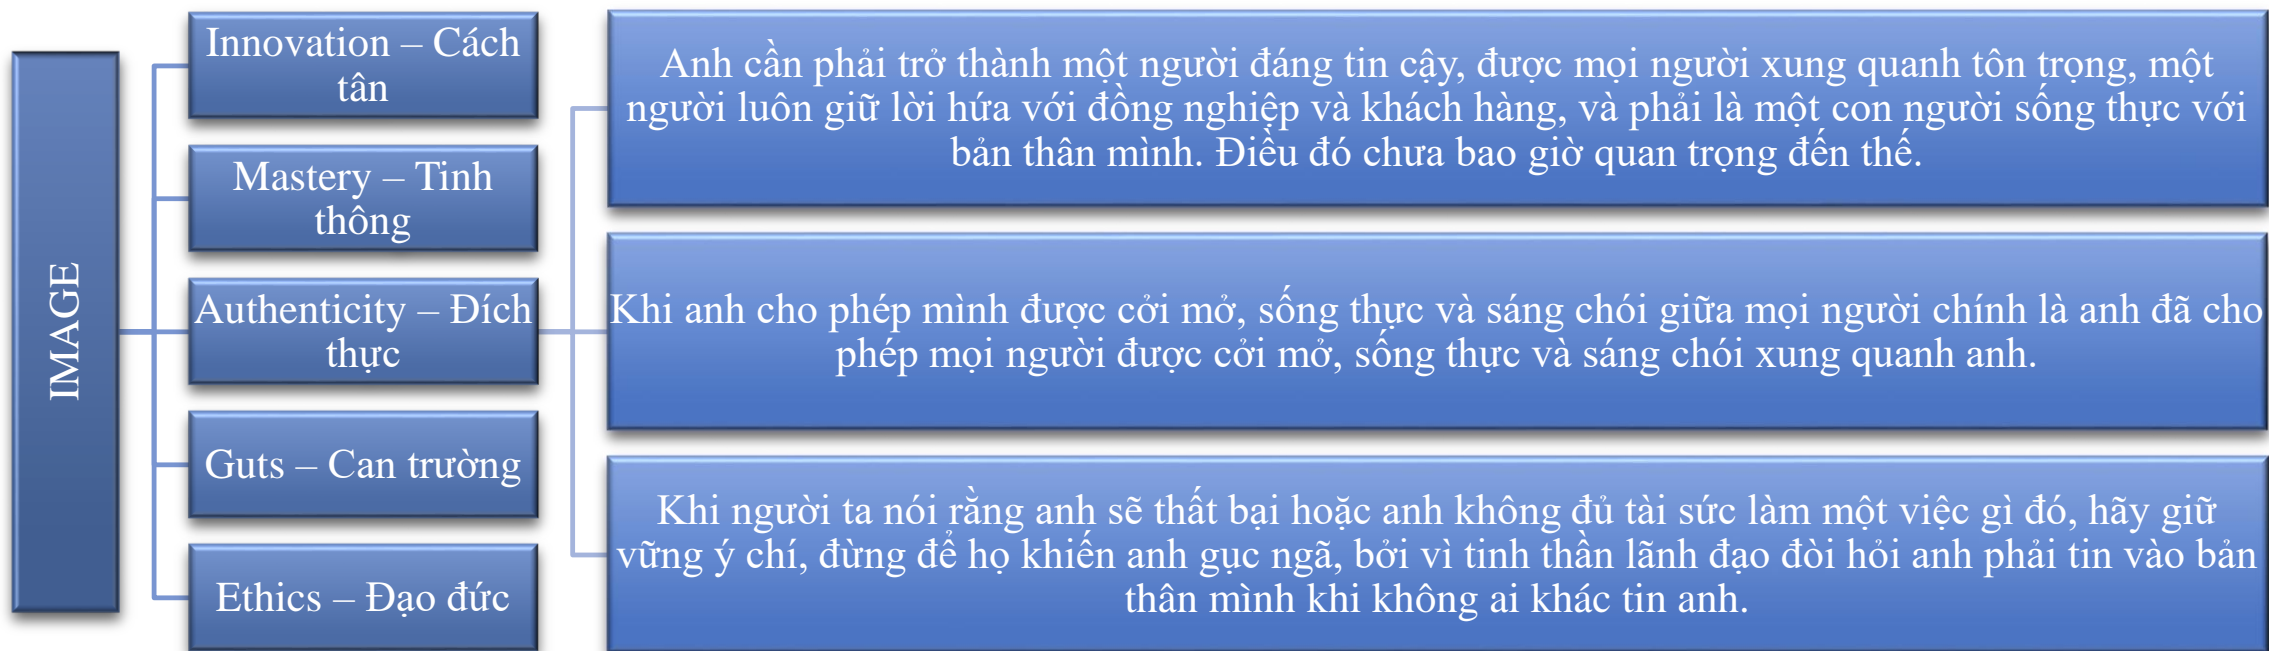 IMAGE
Innovation – Cách
tân
Mastery – Tinh
thông
Authenticity – Đích
thực
Guts – Can trường
Ethics – Đạo đức
Anh cần phải trở thành một người đáng tin cậy, được mọi người xung quanh tôn trọng, một
người luôn giữ lời hứa với đồng nghiệp và khách hàng, và phải là một con người sống thực với
bản thân mình. Điều đó chưa bao giờ quan trọng đến thế.
Khi anh cho phép mình được cởi mở, sống thực và sáng chói giữa mọi người chính là anh đã cho
phép mọi người được cởi mở, sống thực và sáng chói xung quanh anh.
Khi người ta nói rằng anh sẽ thất bại hoặc anh không đủ tài sức làm một việc gì đó, hãy giữ
vững ý chí, đừng để họ khiến anh gục ngã, bởi vì tinh thần lãnh đạo đòi hỏi anh phải tin vào bản
thân mình khi không ai khác tin anh.